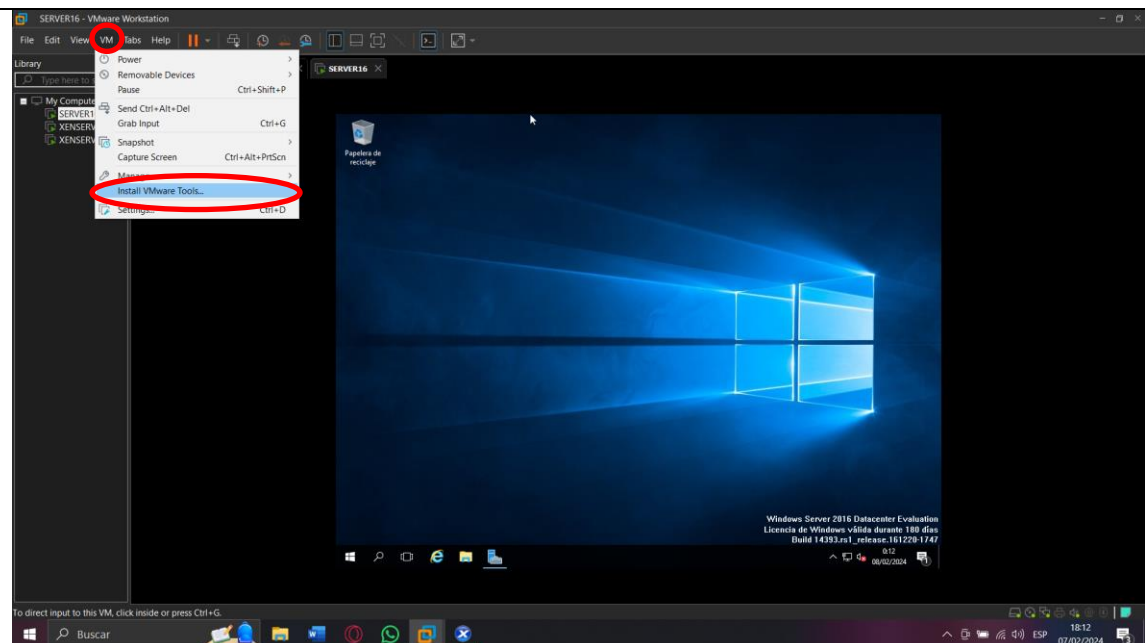 SERVER16 - VMware Workstation
File Edit View VM Tabs Help
Library
SERVER16
Type here to s
My Compute
SERVER1
XENSERV
XENSERV
Power
Removable Devices
Pause Ctrl+Shift+P
Send Ctrl+Alt+Del
Grab Input Ctrl+G
Snapshot
Capture Screen Ctrl+Alt+PrtScn
Manage
Install VMware Tools...
Settings... Ctrl+D
Papelera de
reciclaje
Windows Server 2016 Datacenter Evaluation
Licencia de Windows válida durante 180 días
Build 14393.rs1_release.161220-1747
0:12
08/02/2024
To direct input to this VM, click inside or press Ctrl+G.
Buscar
ESP
18:12
07/02/2024